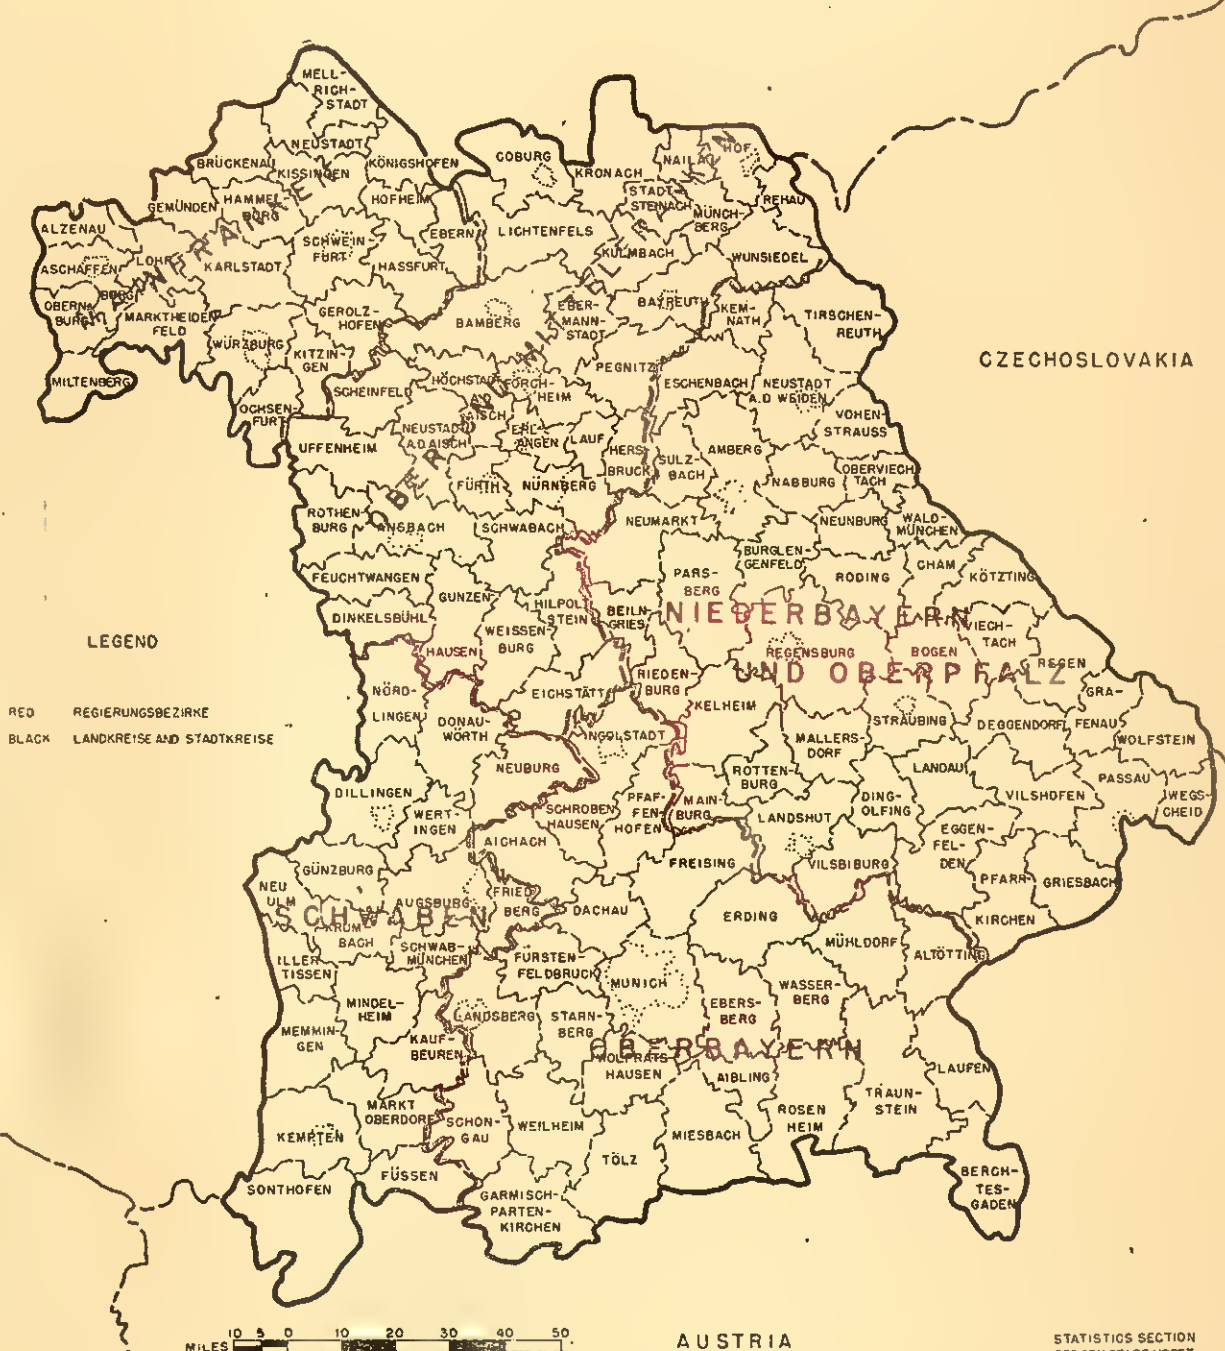 MELL-
RICH-
STADT
NEUSTADT
BRÜCKENAU
KISSINGEN
KÖNIGSHOFEN
COBURG
KRONACH
NAILA
HOF
GEMÜNDEN
HAMMEL-
BURG
HOFHEIM
STADT-
STEINACH
MÜNCH-
BERG
REHAU
ALZENAU
EBERN
LICHTENFELS
LOHR
KARLSTADT
SCHWEIN-
FURT
HASSFURT
KULMBACH
WUNSIEDEL
ASCHAFFEN
BURG
OBERN
BURG
MARKTHEIDEN
FELD
GEROLZ-
HOFEN
BAMBERG
EBER-
MANN-
STADT
BAYREUTH
KEM-
NATH
TIRSCHEN-
REUTH
MAINFRANKEN
OBER UND MITTELFRANKEN
WÜRZBURG
KITZIN-
GEN
PEGNITZ
CZECHOSLOVAKIA
MILTENBERG
SCHEINFELD
HÖCHSTADT
A.D.
AISCH
FORCH-
HEIM
ESCHENBACH
NEUSTADT
A.D WEIDEN
OCHSEN-
FURT
VOHEN-
STRAUSS
NEUSTADT
A.D AISCH
ERL-
ANGEN
LAUF
UFFENHEIM
HERS
BRUCK
SULZ-
BACH
AMBERG
OBERVIECH
TACH
FÜRTH
NÜRNBERG
NABBURG
ROTHEN-
BURG
ANSBACH
SCHWABACH
NEUMARKT
NEUNBURG
WALD-
MÜNCHEN
BURGLEN-
GENFELD
FEUCHTWANGEN
PARS-
BERG
RODING
CHAM
KÖTZTING
GUNZEN-
HAUSEN
HILPOLT
STEIN
BEILN-
GRIES
NIEDERBAYERN
UND OBERPFALZ
DINKELSBÜHL
WEISSEN-
BURG
VIECH-
TACH
LEGEND
REGENSBURG
BOGEN
REGEN
RIEDEN-
BURG
NÖRD-
LINGEN
EICHSTÄTT
GRA-
FENAU
KELHEIM
RED REGIERUNGSBEZIRKE
BLACK LANDKREISE AND STADTKREISE
DONAU-
WÖRTH
INGOLSTADT
STRAUBING
DEGGENDORF
WOLFSTEIN
MALLERS-
DORF
NEUBURG
ROTTEN-
BURG
LANDAU
PASSAU
DILLINGEN
PFAF-
FEN-
HOFEN
MAIN-
BURG
DING-
OLFING
VILSHOFEN
WEGS-
CHEID
WERT-
INGEN
SCHROBEN
HAUSEN
LANDSHUT
AICHACH
EGGEN-
FEL-
DEN
FREISING
VILSBIBURG
GÜNZBURG
PFARR-
KIRCHEN
GRIESBACH
NEU
ULM
AUGSBURG
FRIED
BERG
DACHAU
ERDING
SCHWABEN
KRUM-
BACH
SCHWAB-
MÜNCHEN
MÜHLDORF
ALTÖTTING
ILLER
TISSEN
FÜRSTEN-
FELDBRUCK
MUNICH
WASSER-
BERG
MINDEL-
HEIM
LANDSBERG
STARN-
BERG
EBERS-
BERG
MEMMIN-
GEN
KAUF-
BEUREN
OBERBAYERN
WOLFRATS
HAUSEN
AIBLING
LAUFEN
MARKT
OBERDORF
SCHON-
GAU
WEILHEIM
ROSEN
HEIM
TRAUN-
STEIN
KEMPTEN
MIESBACH
TÖLZ
FÜSSEN
SONTHOFEN
GARMISCH-
PARTEN-
KIRCHEN
BERCH-
TES-
GADEN
10 5 0 10 20 30 40 50
MILES
AUSTRIA
STATISTICS SECTION